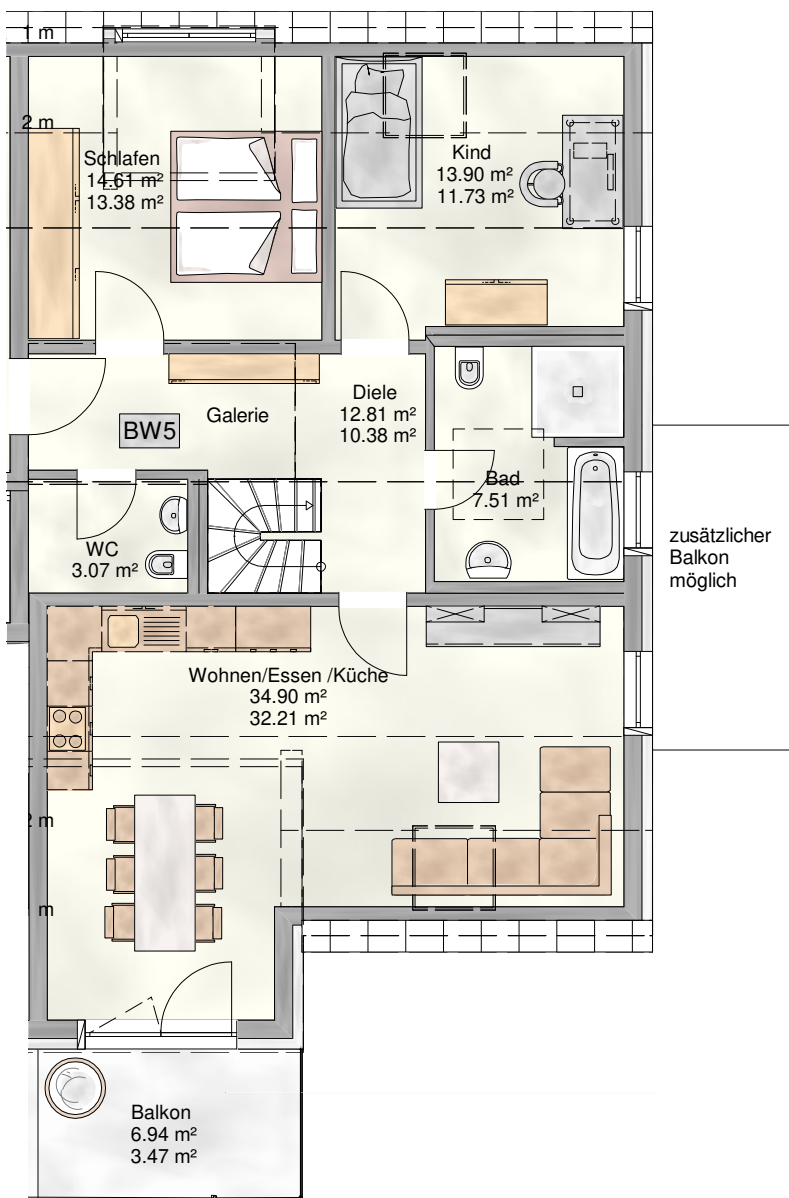 1 m
2 m
Schlafen
14.61 m²
13.38 m²
Kind
13.90 m²
11.73 m²
Diele
12.81 m²
10.38 m²
Galerie
BW5
Bad
7.51 m²
WC
3.07 m²
zusätzlicher
Balkon
möglich
Wohnen/Essen /Küche
34.90 m²
32.21 m²
2 m
m
Balkon
6.94 m²
3.47 m²